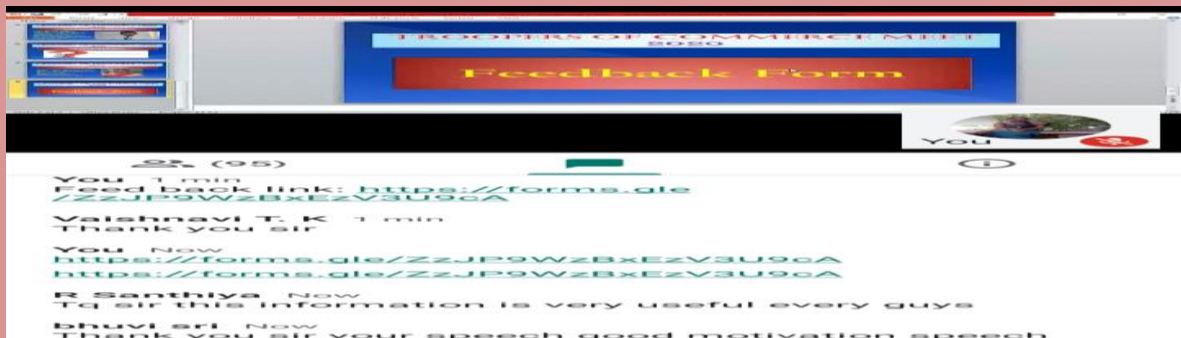 TROOPERS OF COMMERCE MEET
2020
Feedback Form
You
(95)
You 1 min
Feed back link: https://forms.gle
/ZzJP9WzBxEzV3U9cA
Vaishnavi T. K 1 min
Thank you sir
You Now
https://forms.gle/ZzJP9WzBxEzV3U9cA
https://forms.gle/ZzJP9WzBxEzV3U9cA
R Santhiya Now
Tq sir this information is very useful every guys
bhuvi sri Now
Thank you sir your speech good motivation speech